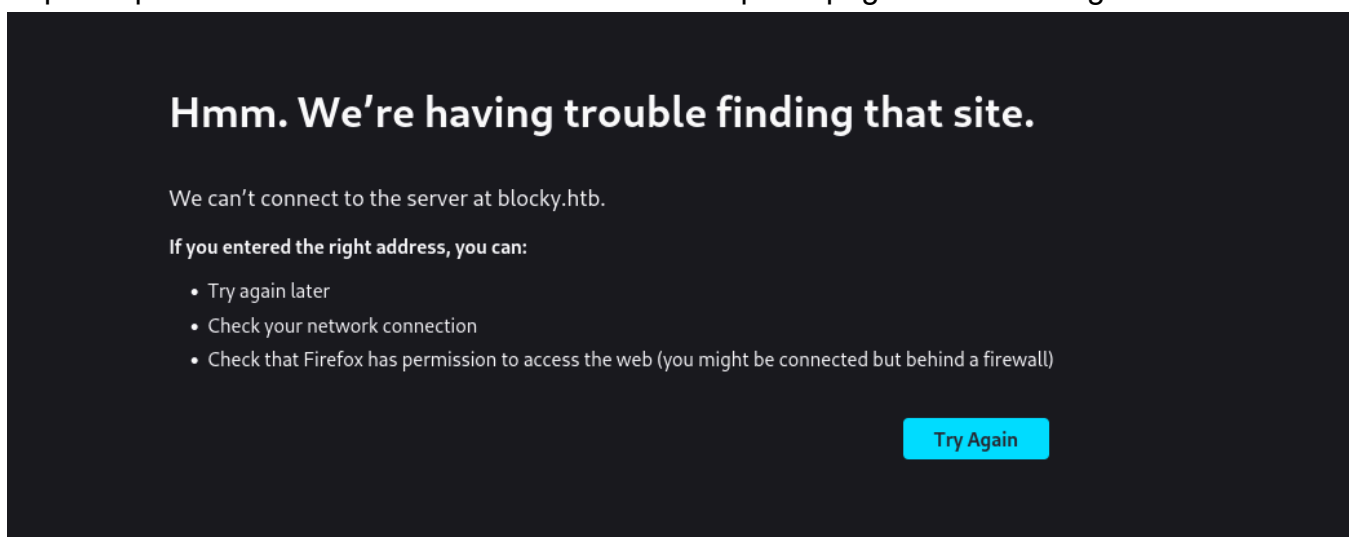 Hmm. We’re having trouble finding that site.
We can’t connect to the server at blocky.htb.
If you entered the right address, you can:
• Try again later
• Check your network connection
• Check that Firefox has permission to access the web (you might be connected but behind a firewall)
Try Again